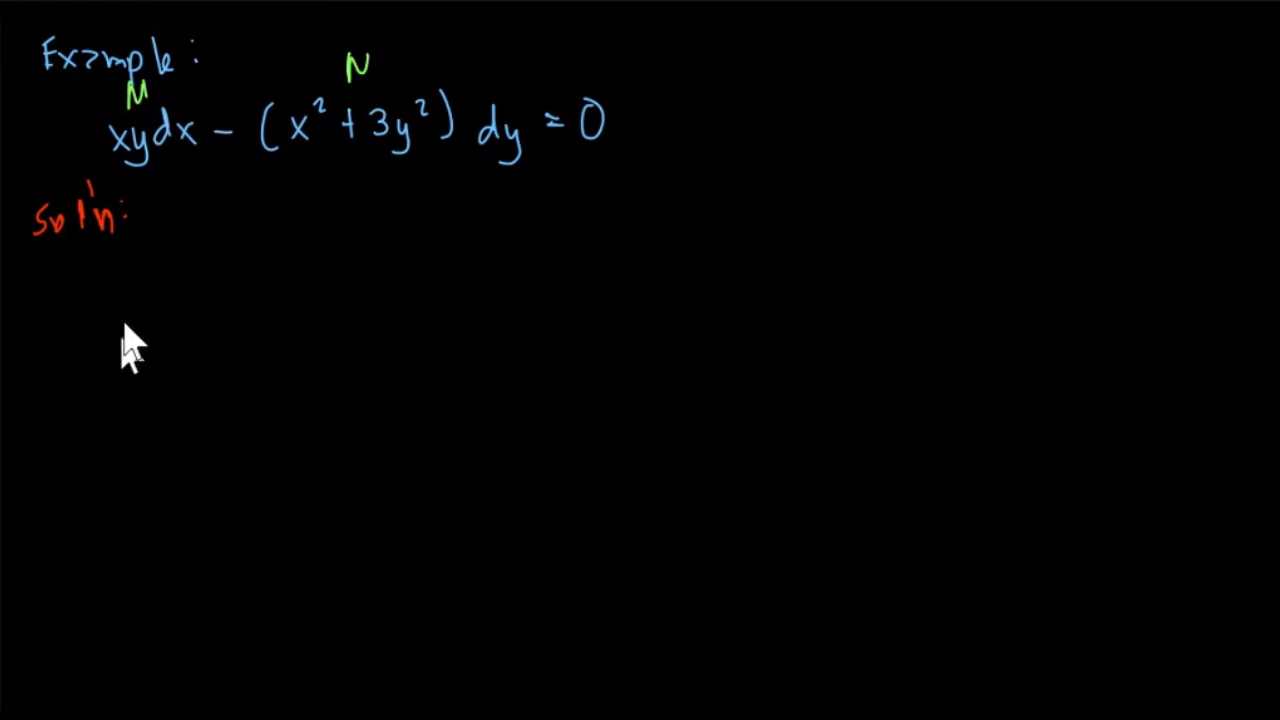 Example:
M N
xydx - (x² + 3y²) dy = 0
Sol'n: